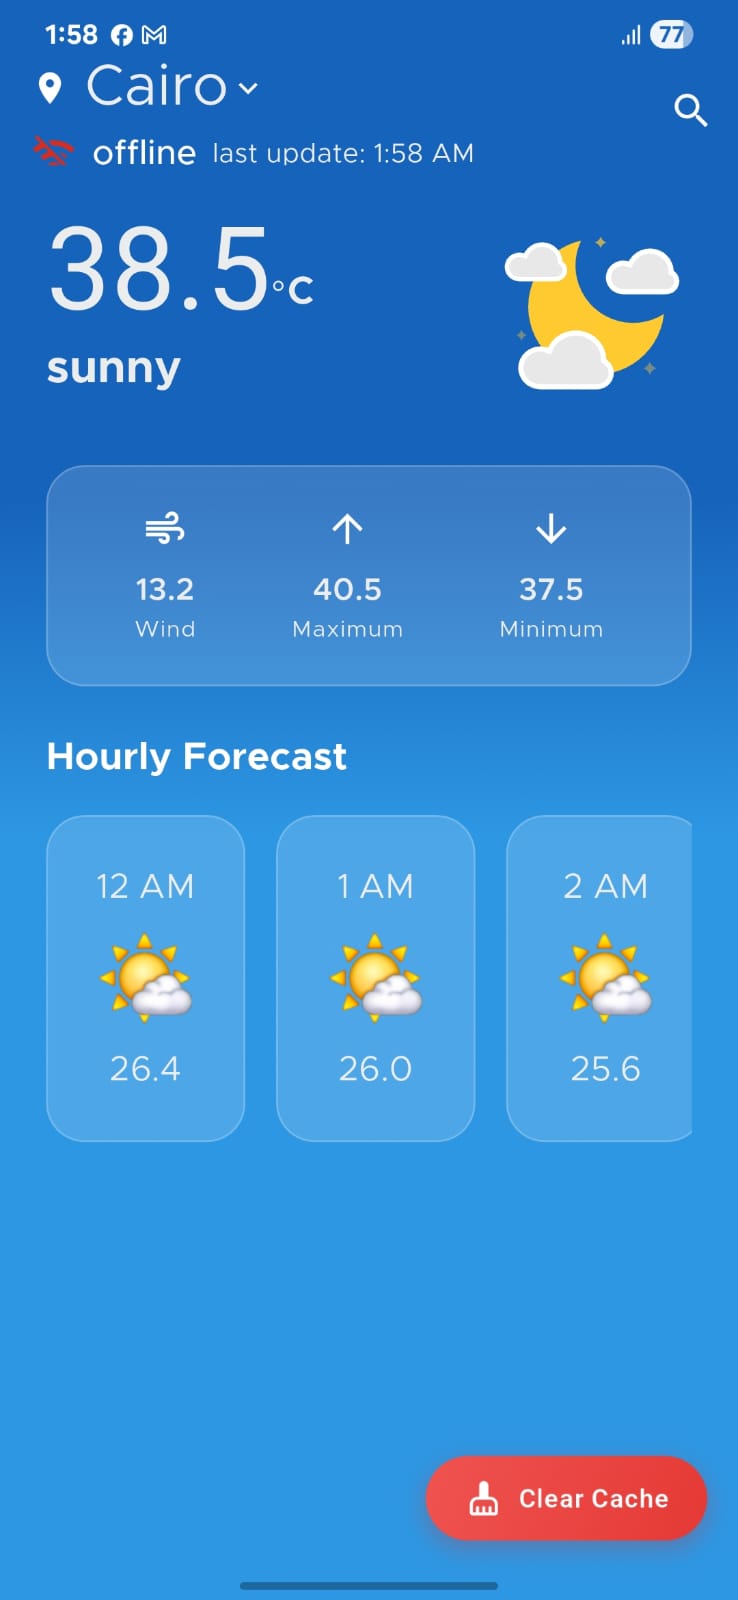 1:58 77
Cairo
offline last update: 1:58 AM
38.5°C
sunny
13.2 40.5 37.5
Wind Maximum Minimum
Hourly Forecast
12 AM 1 AM 2 AM
26.4 26.0 25.6
Clear Cache